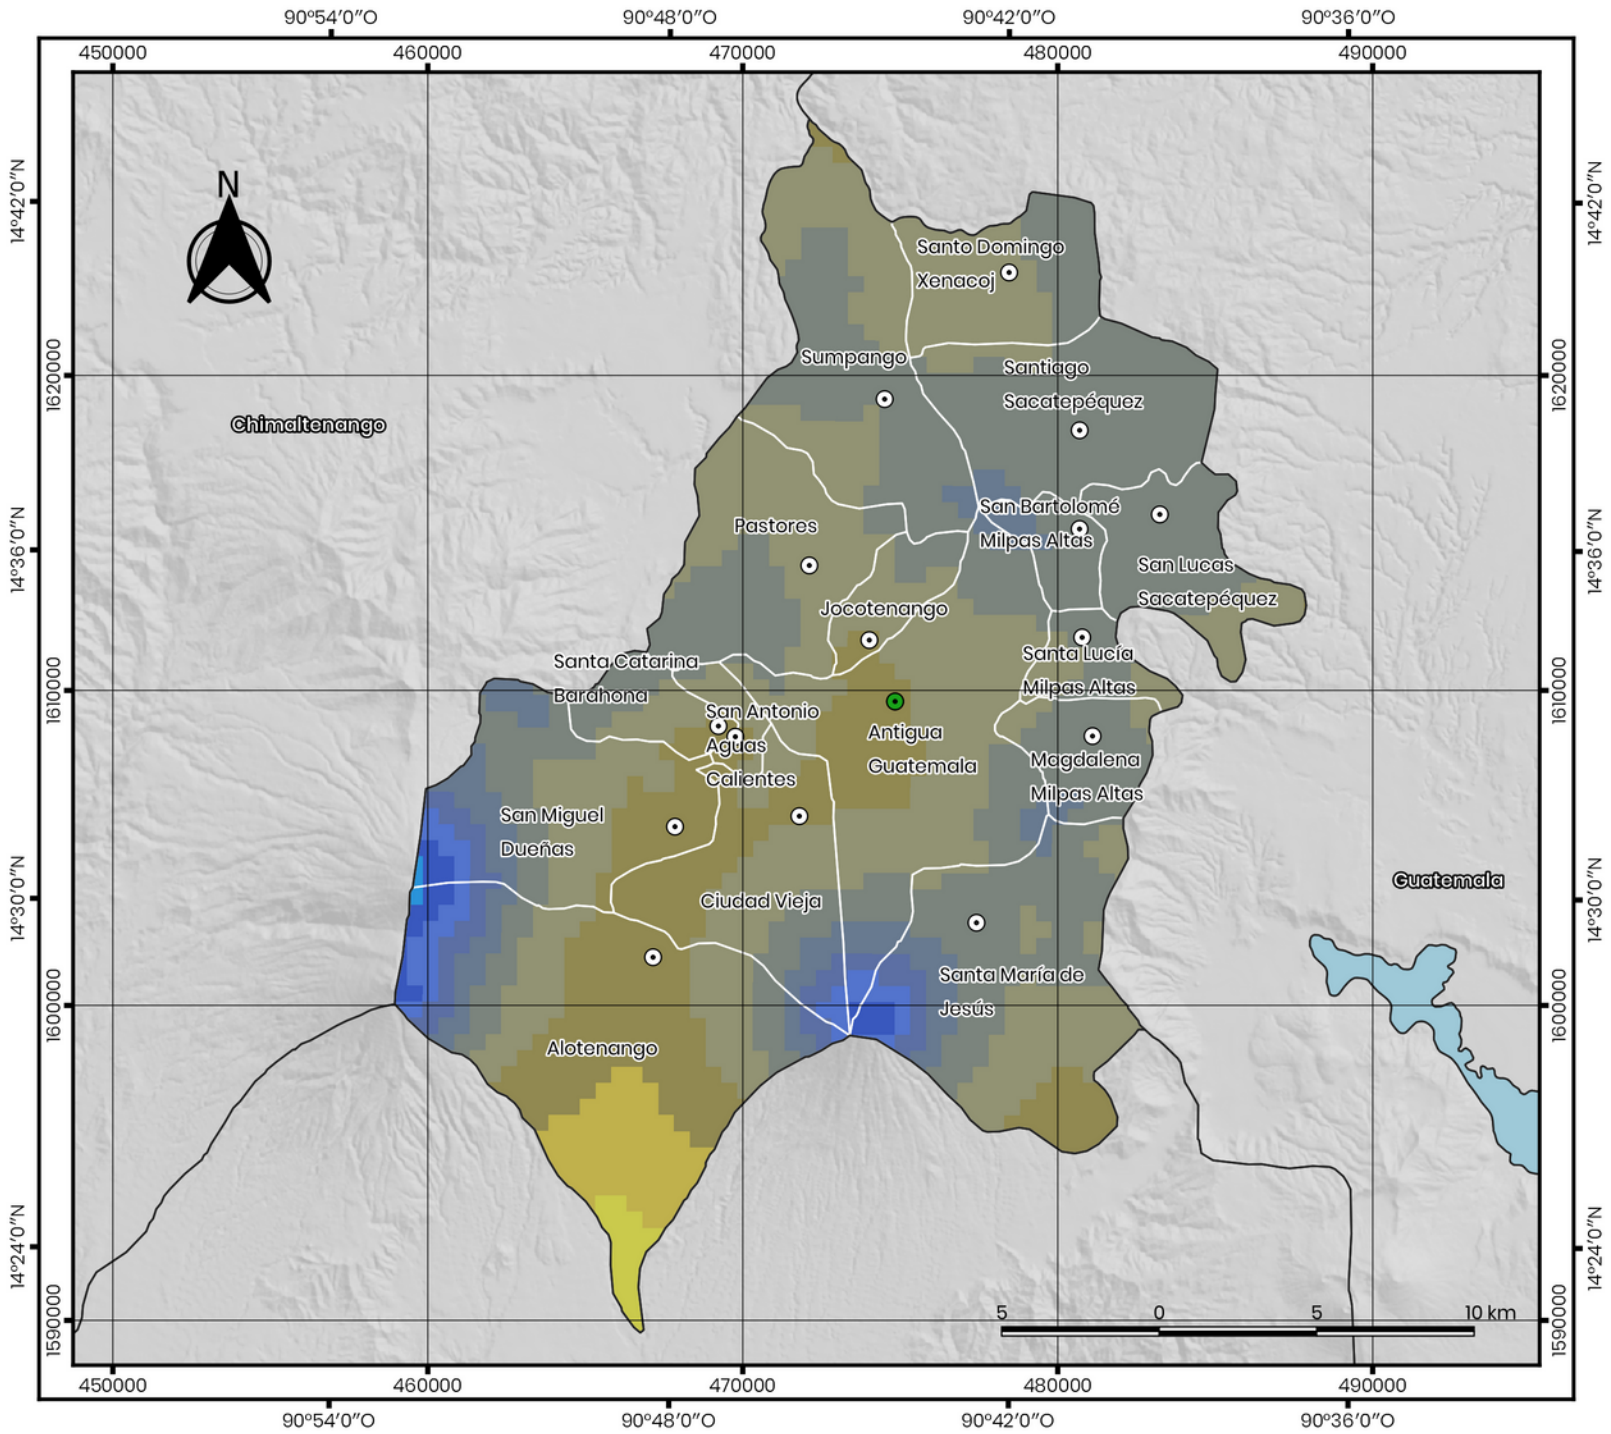 90°54'0"O 90°48'0"O 90°42'0"O 90°36'0"O
450000 460000 470000 480000 490000
14°42'0"N
14°36'0"N
14°30'0"N
14°24'0"N
1620000
1610000
1600000
1590000
N
Santo Domingo
Xenacoj
Sumpango
Santiago
Sacatepéquez
Chimaltenango
San Bartolomé
Milpas Altas
Pastores
San Lucas
Sacatepéquez
Jocotenango
Santa Catarina
Barahona
Santa Lucía
Milpas Altas
San Antonio
Aguas
Calientes
Antigua
Guatemala
Magdalena
Milpas Altas
San Miguel
Dueñas
Ciudad Vieja
Guatemala
Santa María de
Jesús
Alotenango
5 0 5 10 km
1620000
1610000
1600000
1590000
14°42'0"N
14°36'0"N
14°30'0"N
14°24'0"N
450000 460000 470000 480000 490000
90°54'0"O 90°48'0"O 90°42'0"O 90°36'0"O